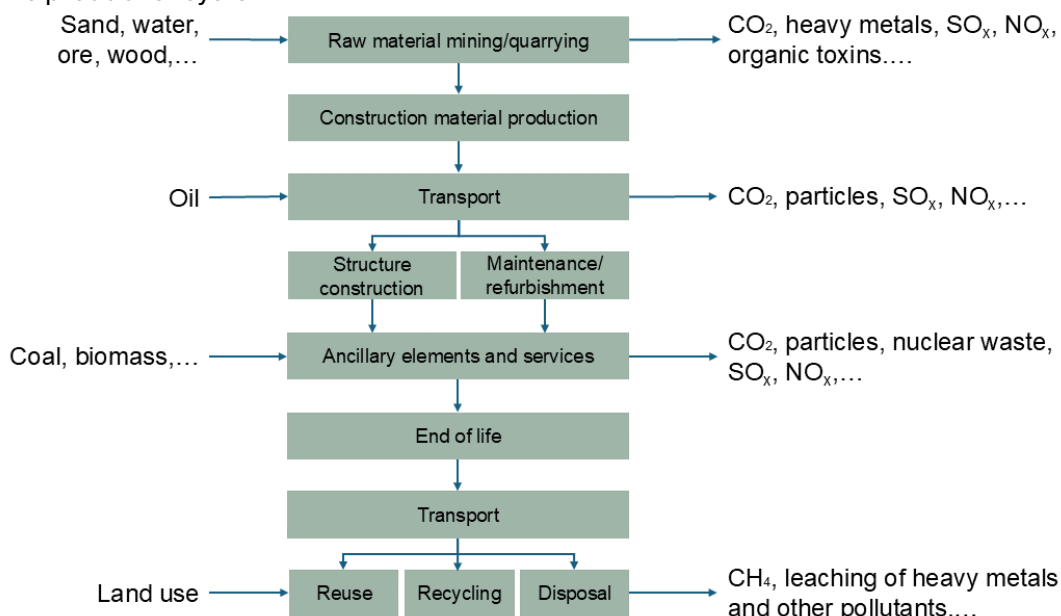 Sand, water,
ore, wood,…
Raw material mining/quarrying
CO₂, heavy metals, SOₓ, NOₓ,
organic toxins.…
Construction material production
Oil
Transport
CO₂, particles, SOₓ, NOₓ,…
Structure
construction
Maintenance/
refurbishment
Coal, biomass,…
Ancillary elements and services
CO₂, particles, nuclear waste,
SOₓ, NOₓ,…
End of life
Transport
Land use
Reuse
Recycling
Disposal
CH₄, leaching of heavy metals
and other pollutants.…